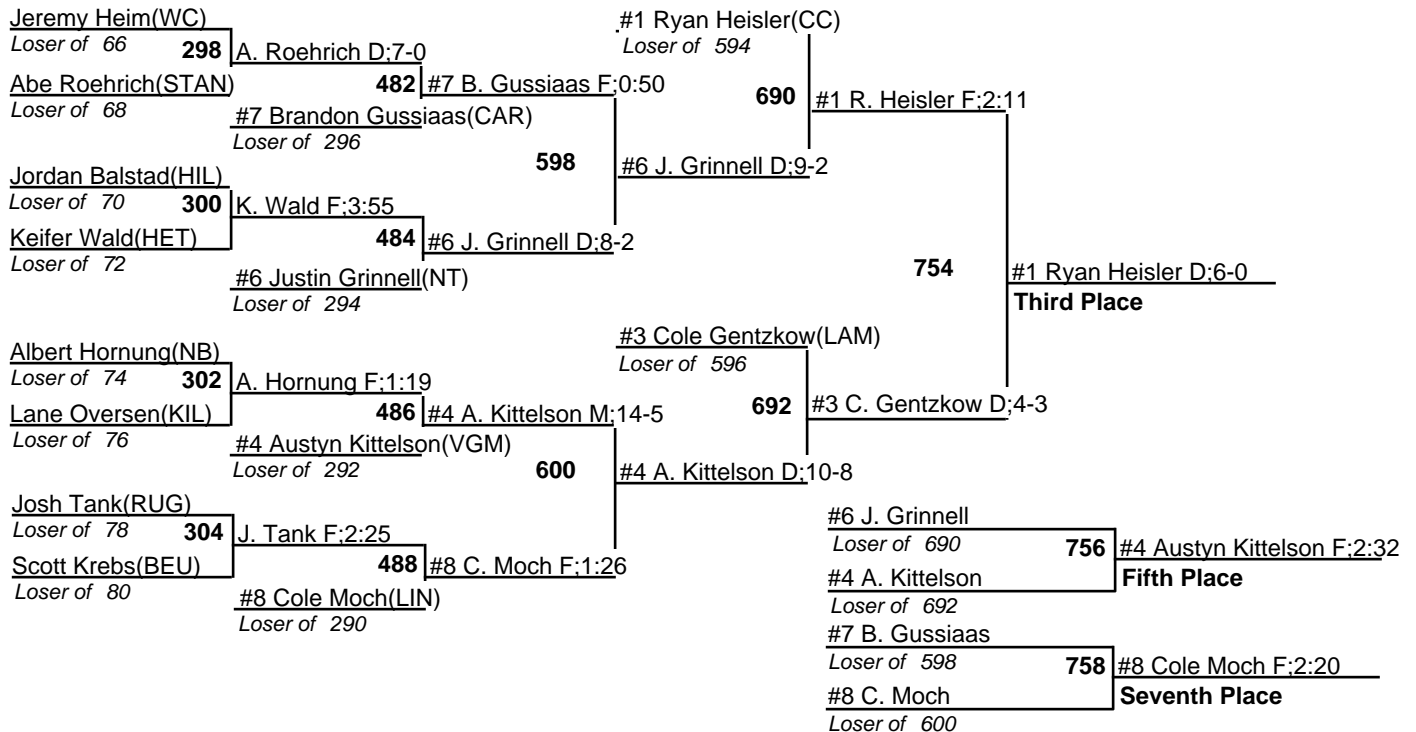 Jeremy Heim(WC)
Loser of 66
298
A. Roehrich D;7-0
Abe Roehrich(STAN)
Loser of 68
482
#7 B. Gussiaas F;0:50
#7 Brandon Gussiaas(CAR)
Loser of 296
Jordan Balstad(HIL)
Loser of 70
300
K. Wald F;3:55
Keifer Wald(HET)
Loser of 72
484
#6 J. Grinnell D;8-2
#6 Justin Grinnell(NT)
Loser of 294
598
#6 J. Grinnell D;9-2
#1 Ryan Heisler(CC)
Loser of 594
690
#1 R. Heisler F;2:11
Albert Hornung(NB)
Loser of 74
302
A. Hornung F;1:19
Lane Oversen(KIL)
Loser of 76
486
#4 A. Kittelson M;14-5
#4 Austyn Kittelson(VGM)
Loser of 292
Josh Tank(RUG)
Loser of 78
304
J. Tank F;2:25
Scott Krebs(BEU)
Loser of 80
488
#8 C. Moch F;1:26
#8 Cole Moch(LIN)
Loser of 290
600
#4 A. Kittelson D;10-8
#3 Cole Gentzkow(LAM)
Loser of 596
692
#3 C. Gentzkow D;4-3
754
#1 Ryan Heisler D;6-0
Third Place
#6 J. Grinnell
Loser of 690
756
#4 Austyn Kittelson F;2:32
#4 A. Kittelson
Fifth Place
Loser of 692
#7 B. Gussiaas
Loser of 598
758
#8 Cole Moch F;2:20
#8 C. Moch
Seventh Place
Loser of 600